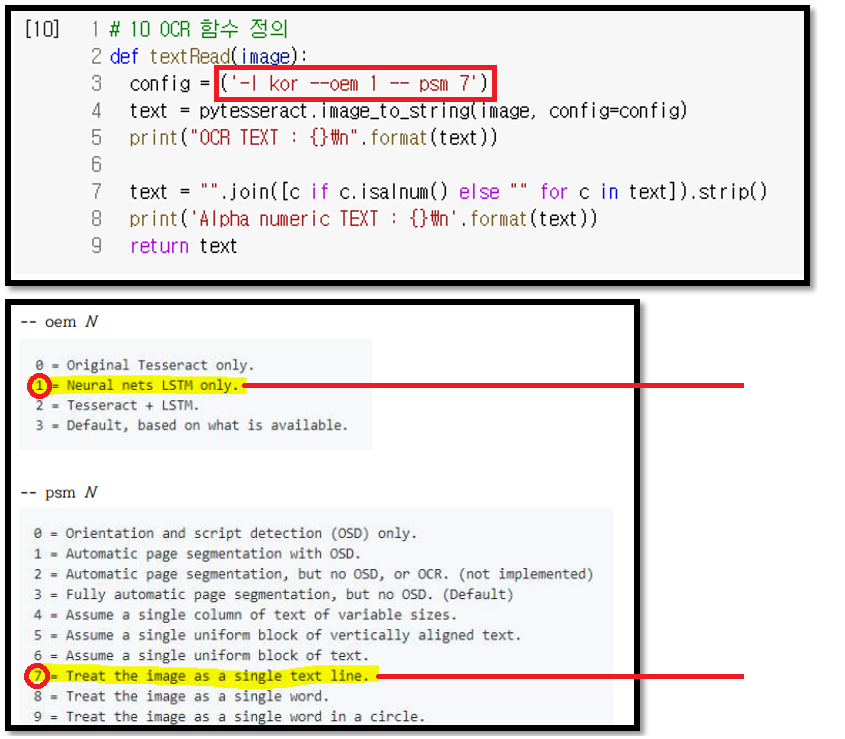 [10] 1 # 10 OCR 함수 정의
2 def textRead(image):
3 config = ('-l kor --oem 1 -- psm 7')
4 text = pytesseract.image_to_string(image, config=config)
5 print("OCR TEXT : {}₩n".format(text))
6
7 text = "".join([c if c.isalnum() else "" for c in text]).strip()
8 print('Alpha numeric TEXT : {}₩n'.format(text))
9 return text
-- oem N
0 = Original Tesseract only.
1 = Neural nets LSTM only.
2 = Tesseract + LSTM.
3 = Default, based on what is available.
-- psm N
0 = Orientation and script detection (OSD) only.
1 = Automatic page segmentation with OSD.
2 = Automatic page segmentation, but no OSD, or OCR. (not implemented)
3 = Fully automatic page segmentation, but no OSD. (Default)
4 = Assume a single column of text of variable sizes.
5 = Assume a single uniform block of vertically aligned text.
6 = Assume a single uniform block of text.
7 = Treat the image as a single text line.
8 = Treat the image as a single word.
9 = Treat the image as a single word in a circle.